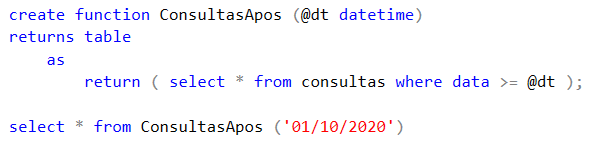 create function ConsultasApos (@dt datetime)
returns table
as
return ( select * from consultas where data >= @dt );
select * from ConsultasApos ('01/10/2020')